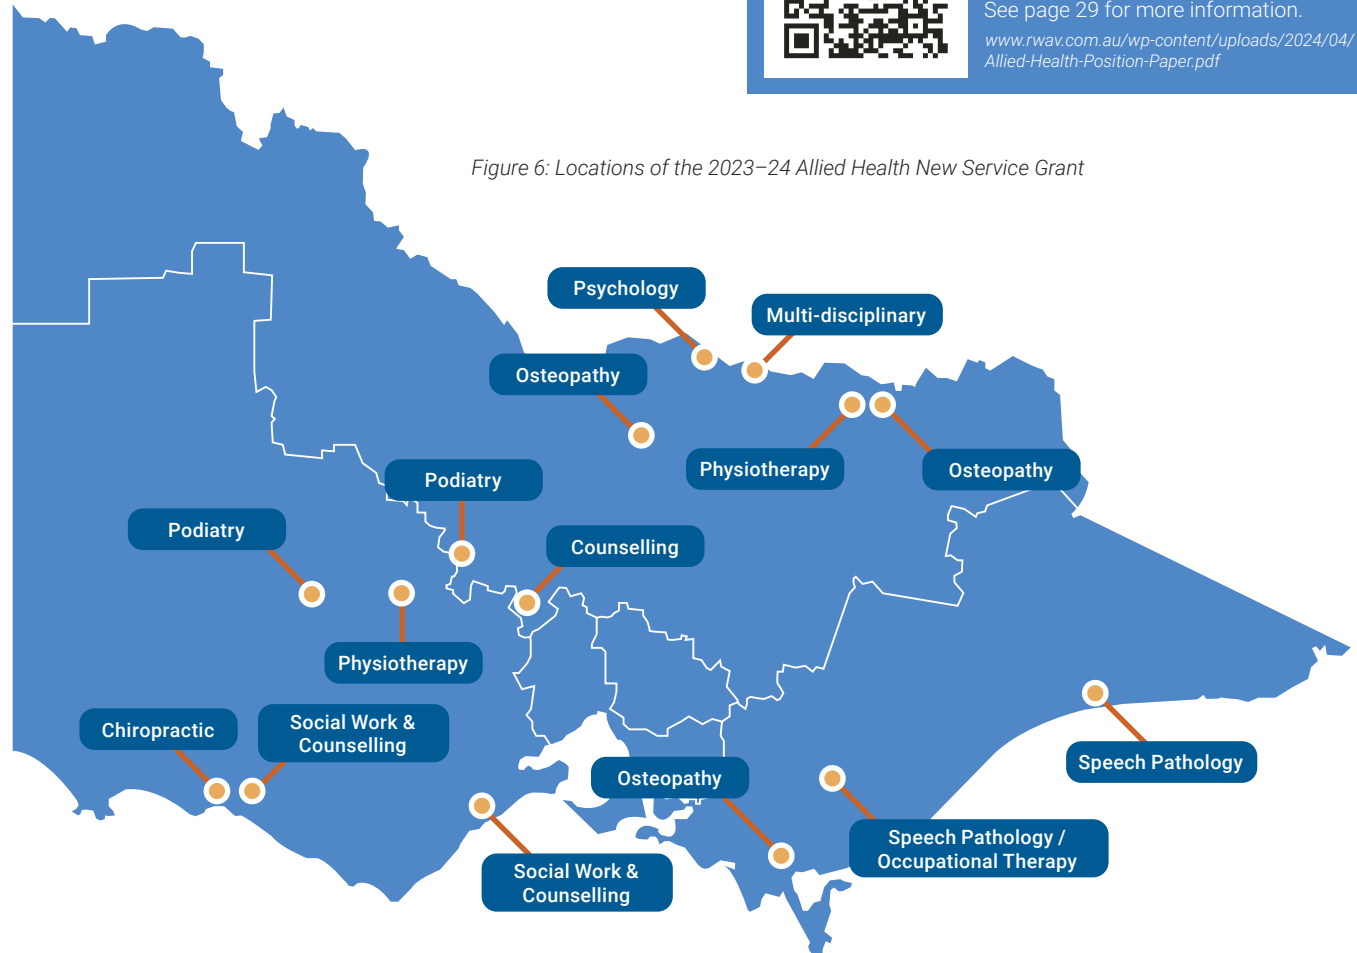 See page 29 for more information.
www.rwav.com.au/wp-content/uploads/2024/04/
Allied-Health-Position-Paper.pdf
Figure 6: Locations of the 2023–24 Allied Health New Service Grant
Psychology
Multi-disciplinary
Osteopathy
Physiotherapy
Osteopathy
Podiatry
Podiatry
Counselling
Physiotherapy
Chiropractic
Social Work &
Counselling
Osteopathy
Speech Pathology
Speech Pathology /
Occupational Therapy
Social Work &
Counselling